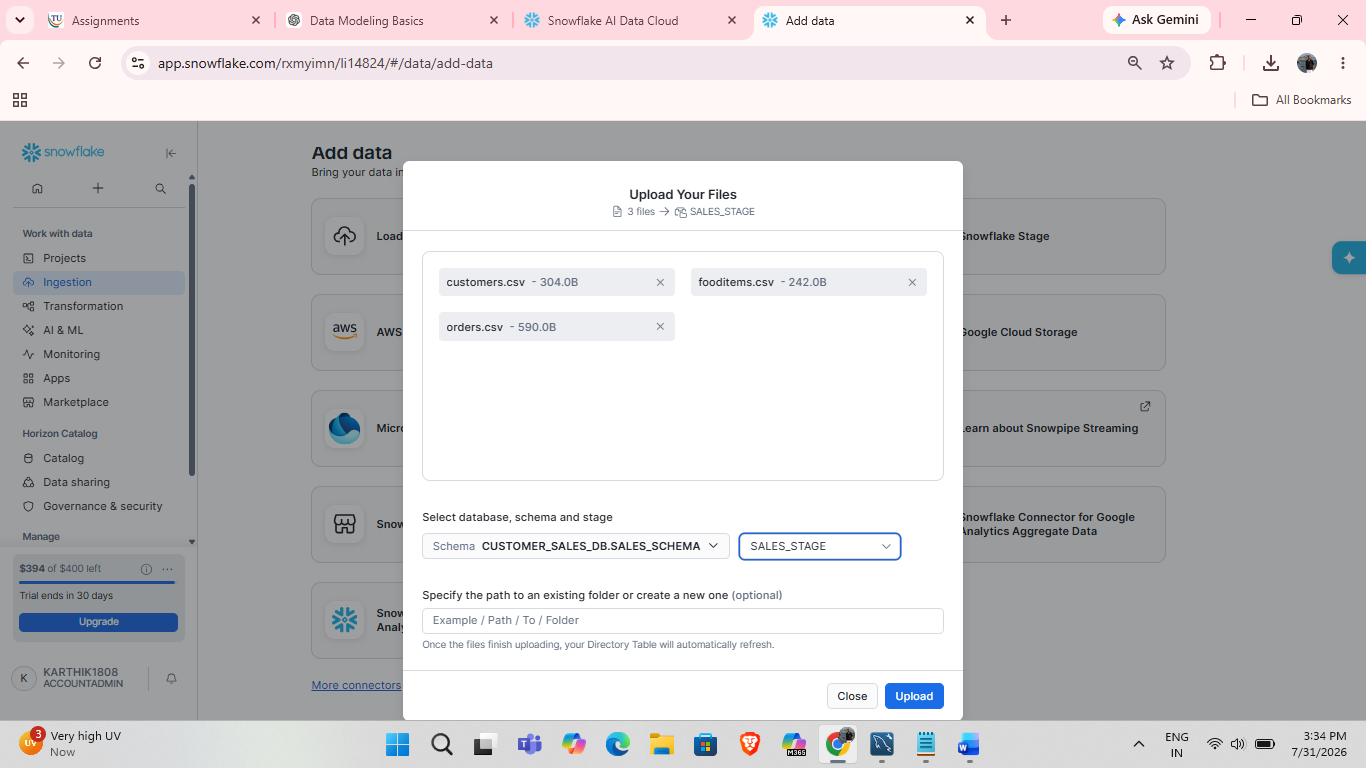 Assignments
Data Modeling Basics
Snowflake AI Data Cloud
Add data
Ask Gemini
app.snowflake.com/rxmyimn/li14824/#/data/add-data
All Bookmarks
snowflake
Work with data
Projects
Ingestion
Transformation
AI & ML
Monitoring
Apps
Marketplace
Horizon Catalog
Catalog
Data sharing
Governance & security
Manage
$394 of $400 left
Trial ends in 30 days
Upgrade
K
KARTHIK1808
ACCOUNTADMIN
Add data
Bring your data in
Load
Snowflake Stage
aws
AWS
Google Cloud Storage
Micr
Learn about Snowpipe Streaming
Snow
Snowflake Connector for Google
Analytics Aggregate Data
Snow
Analy
More connectors
Upload Your Files
3 files → SALES_STAGE
customers.csv - 304.0B
fooditems.csv - 242.0B
orders.csv - 590.0B
Select database, schema and stage
Schema CUSTOMER_SALES_DB.SALES_SCHEMA
SALES_STAGE
Specify the path to an existing folder or create a new one (optional)
Example / Path / To / Folder
Once the files finish uploading, your Directory Table will automatically refresh.
Close
Upload
UV
3
Very high UV
Now
M365
ENG
IN
3:34 PM
7/31/2026